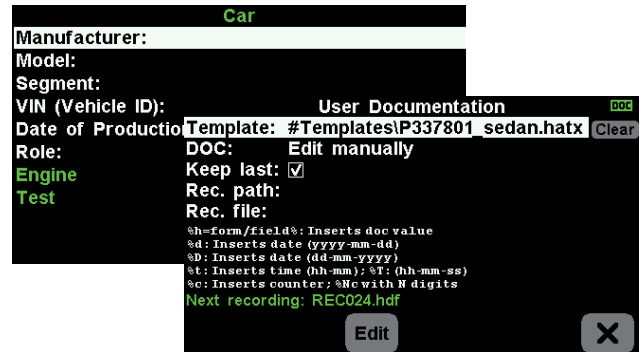 Car
Manufacturer:
Model:
Segment:
VIN (Vehicle ID):
Date of Productio
Role:
Engine
Test
User Documentation DOC
Template: #Templates\P337801_sedan.hatx Clear
DOC: Edit manually
Keep last:
Rec. path:
Rec. file:
%h=form/field%: Inserts doc value
%d: Inserts date (yyyy-mm-dd)
%D: Inserts date (dd-mm-yyyy)
%t: Inserts time (hh-mm); %T: (hh-mm-ss)
%c: Inserts counter; %Nc with N digits
Next recording: REC024.hdf
Edit